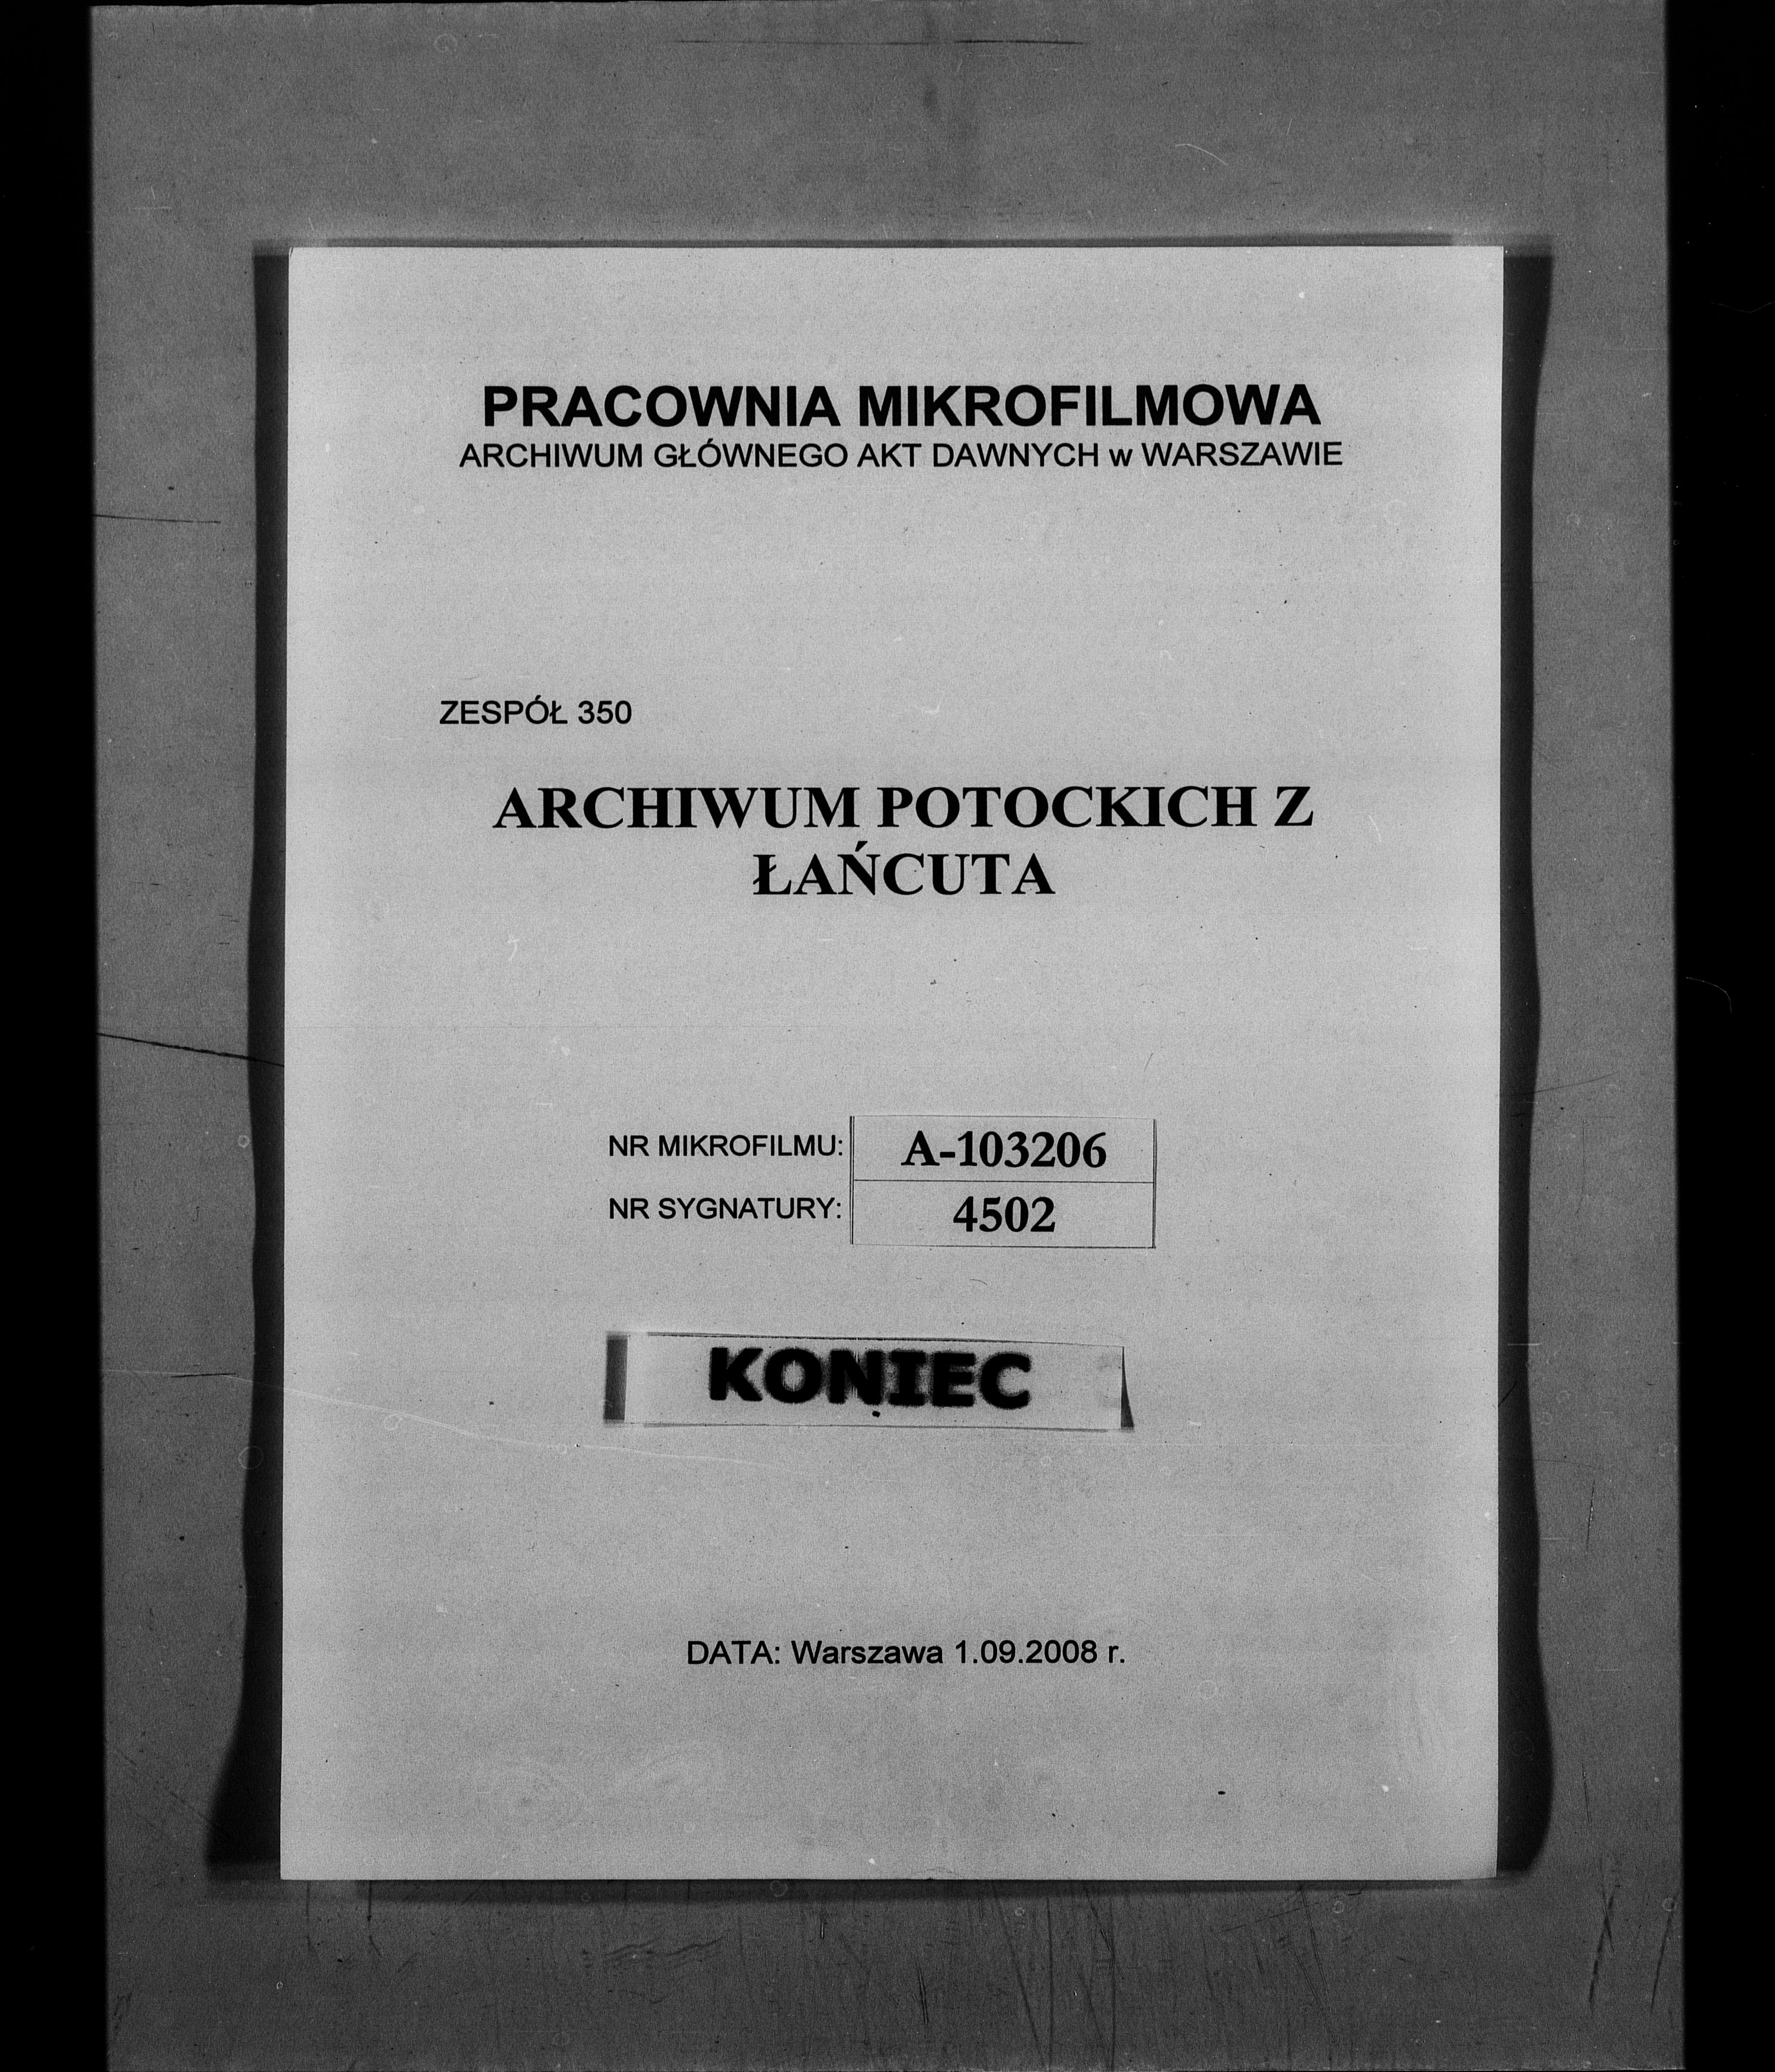 PRACOWNIA MIKROFILMOWA
ARCHIWUM GŁÓWNEGO AKT DAWNYCH w WARSZAWIE
ZESPÓŁ 350
ARCHIWUM POTOCKICH Z
ŁAŃCUTA
NR MIKROFILMU: A-103206
NR SYGNATURY: 4502
KONIEC
DATA: Warszawa 1.09.2008 r.